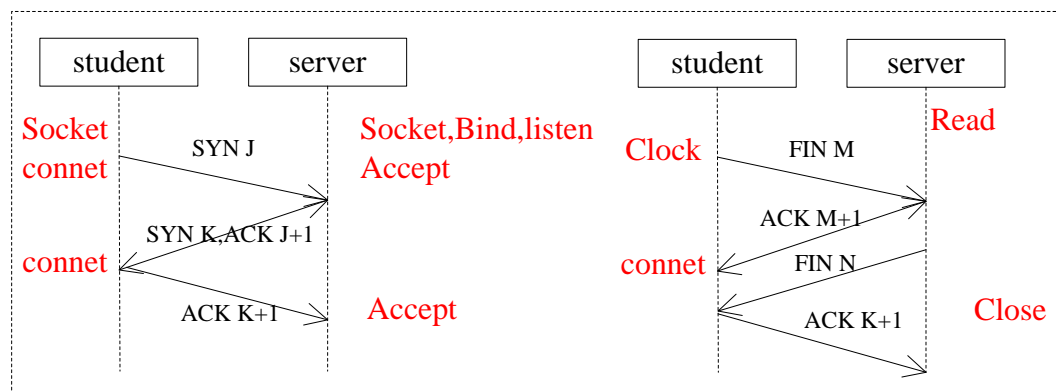 student
server
Socket
connet
SYN J
Socket,Bind,listen
Accept
SYN K,ACK J+1
connet
ACK K+1
Accept
student
server
Read
Clock
FIN M
ACK M+1
connet
FIN N
ACK K+1
Close